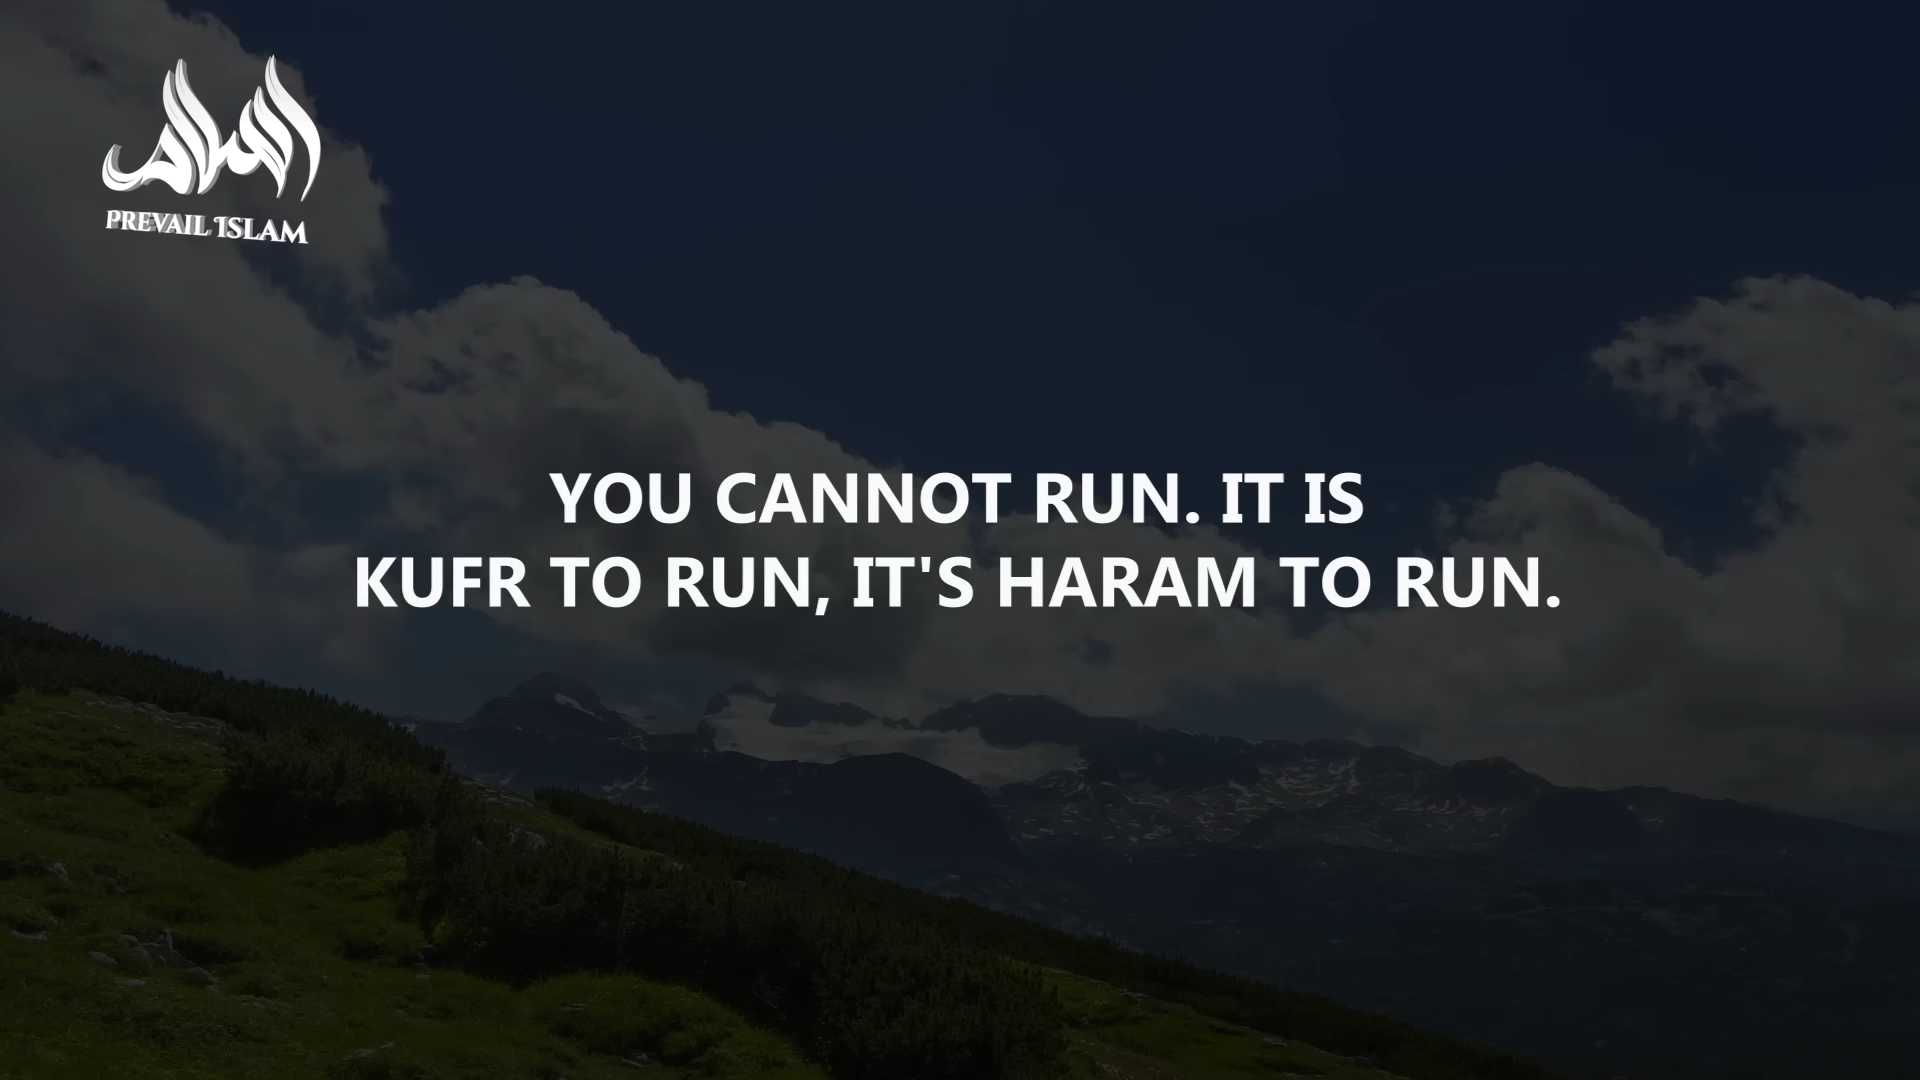 PREVAIL ISLAM
YOU CANNOT RUN. IT IS
KUFR TO RUN, IT'S HARAM TO RUN.